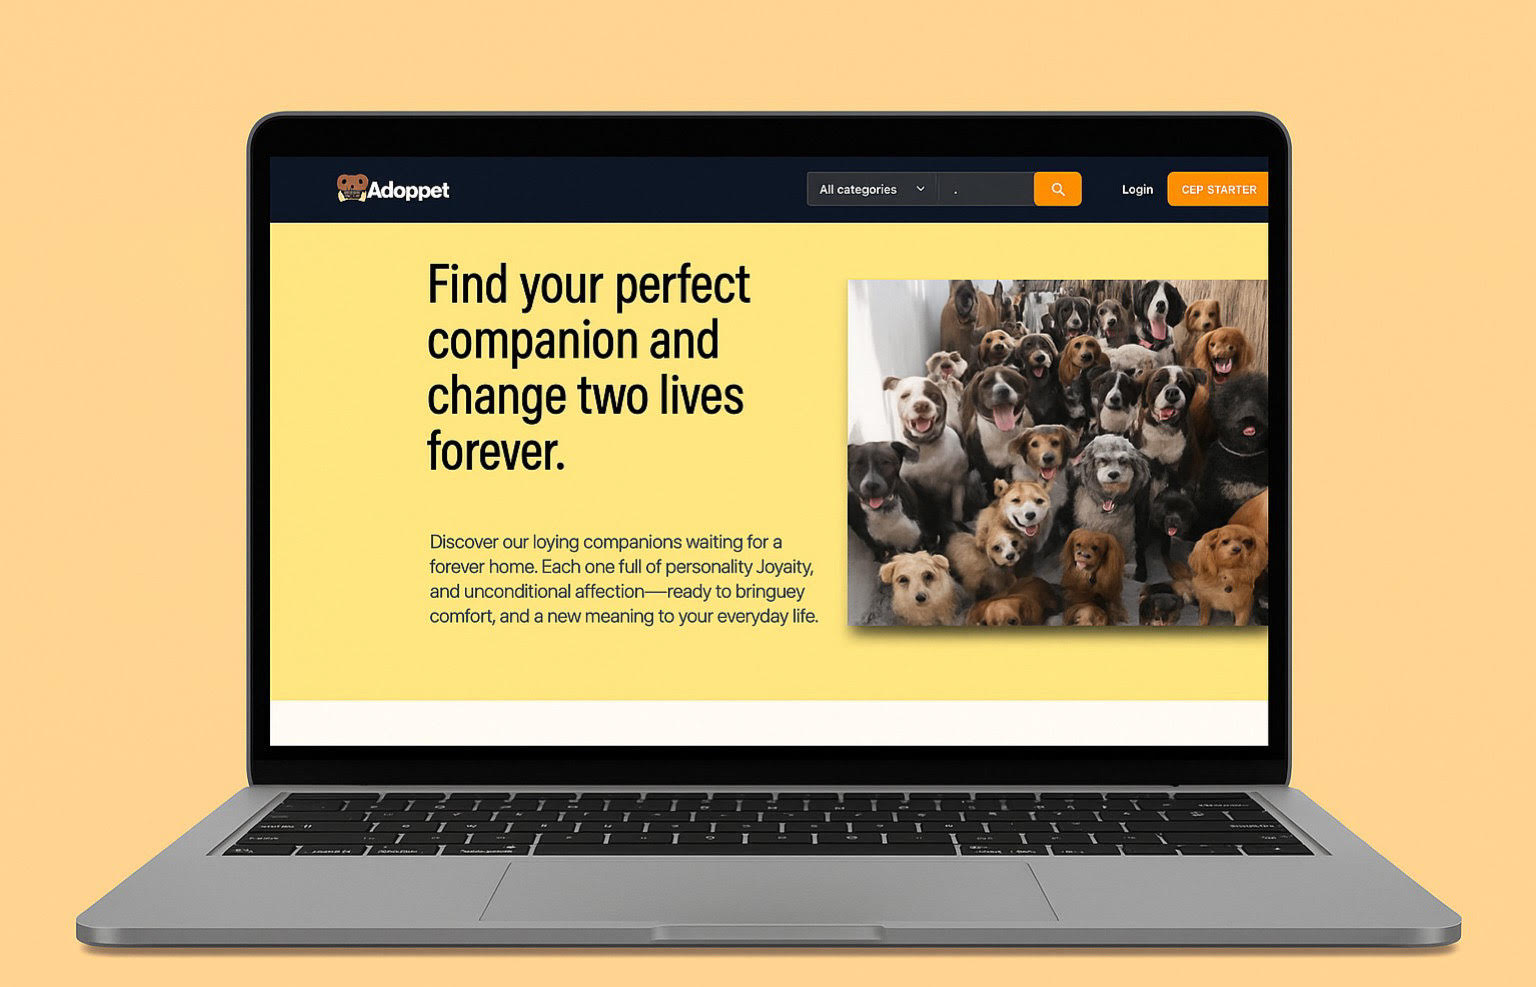 Adoppet
All categories
.
Login
CEP STARTER
Find your perfect
companion and
change two lives
forever.
Discover our loying companions waiting for a
forever home. Each one full of personality Joyaity,
and unconditional affection—ready to bringuey
comfort, and a new meaning to your everyday life.